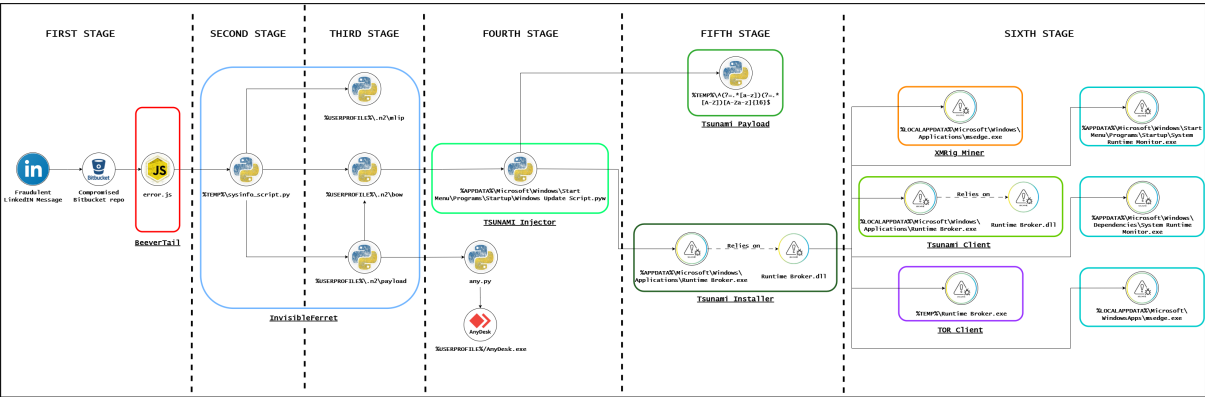 FIRST STAGE
SECOND STAGE
THIRD STAGE
FOURTH STAGE
FIFTH STAGE
SIXTH STAGE
in
Fraudulent
LinkedIN Message
Bitbucket
Compromised
Bitbucket repo
JS
error.js
BeeverTail
%TEMP%\sysinfo_script.py
%USERPROFILE%\.n2\mlip
%USERPROFILE%\.n2\bow
%USERPROFILE%\.n2\payload
InvisibleFerret
%APPDATA%\Microsoft\Windows\Start
Menu\Programs\Startup\Windows Update Script.pyw
TSUNAMI Injector
any.py
AnyDesk
%USERPROFILE%/AnyDesk.exe
%TEMP%\^(?=.*[a-z])(?=.*
[A-Z])[A-Za-z]{16}$
Tsunami Payload
Relies on
%APPDATA%\Microsoft\Windows\
Applications\Runtime Broker.exe
Runtime Broker.dll
Tsunami Installer
%LOCALAPPDATA%\Microsoft\Windows\
Applications\msedge.exe
XMRig Miner
Relies on
%LOCALAPPDATA%\Microsoft\Windows\
Applications\Runtime Broker.exe
Runtime Broker.dll
Tsunami Client
%TEMP%\Runtime Broker.exe
TOR Client
%APPDATA%\Microsoft\Windows\Start
Menu\Programs\Startup\System
Runtime Monitor.exe
%APPDATA%\Microsoft\Windows\
Dependencies\System Runtime
Monitor.exe
%LOCALAPPDATA%\Microsoft\
WindowsApps\msedge.exe